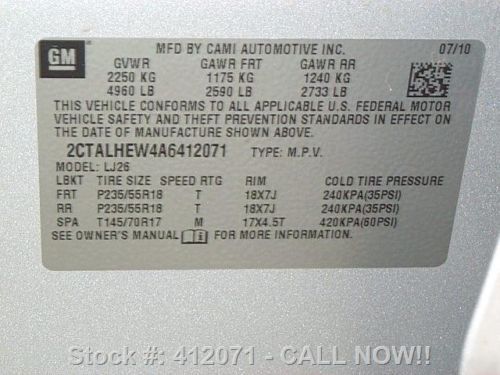 GM
MFD BY CAMI AUTOMOTIVE INC. 07/10
GVWR GAWR FRT GAWR RR
2250 KG 1175 KG 1240 KG
4960 LB 2590 LB 2733 LB
THIS VEHICLE CONFORMS TO ALL APPLICABLE U.S. FEDERAL MOTOR
VEHICLE SAFETY AND THEFT PREVENTION STANDARDS IN EFFECT ON
THE DATE OF MANUFACTURE SHOWN ABOVE.
2CTALHEW4A6412071 TYPE: M.P.V.
MODEL: LJ26
LBKT TIRE SIZE SPEED RTG RIM COLD TIRE PRESSURE
FRT P235/55R18 T 18X7J 240KPA(35PSI)
RR P235/55R18 T 18X7J 240KPA(35PSI)
SPA T145/70R17 M 17X4.5T 420KPA(60PSI)
SEE OWNER'S MANUAL FOR MORE INFORMATION.
Stock #: 412071 - CALL NOW!!